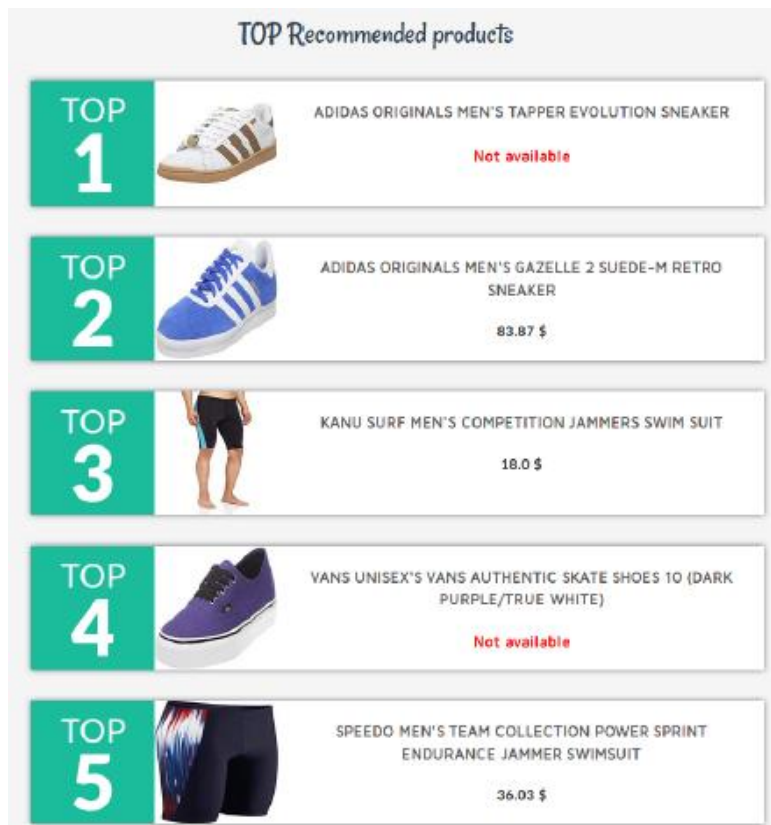 TOP Recommended products
TOP
1
ADIDAS ORIGINALS MEN'S TAPPER EVOLUTION SNEAKER
Not available
TOP
2
ADIDAS ORIGINALS MEN'S GAZELLE 2 SUEDE-M RETRO
SNEAKER
83.87 $
TOP
3
KANU SURF MEN'S COMPETITION JAMMERS SWIM SUIT
18.0 $
TOP
4
VANS UNISEX'S VANS AUTHENTIC SKATE SHOES 10 (DARK
PURPLE/TRUE WHITE)
Not available
TOP
5
SPEEDO MEN'S TEAM COLLECTION POWER SPRINT
ENDURANCE JAMMER SWIMSUIT
36.03 $